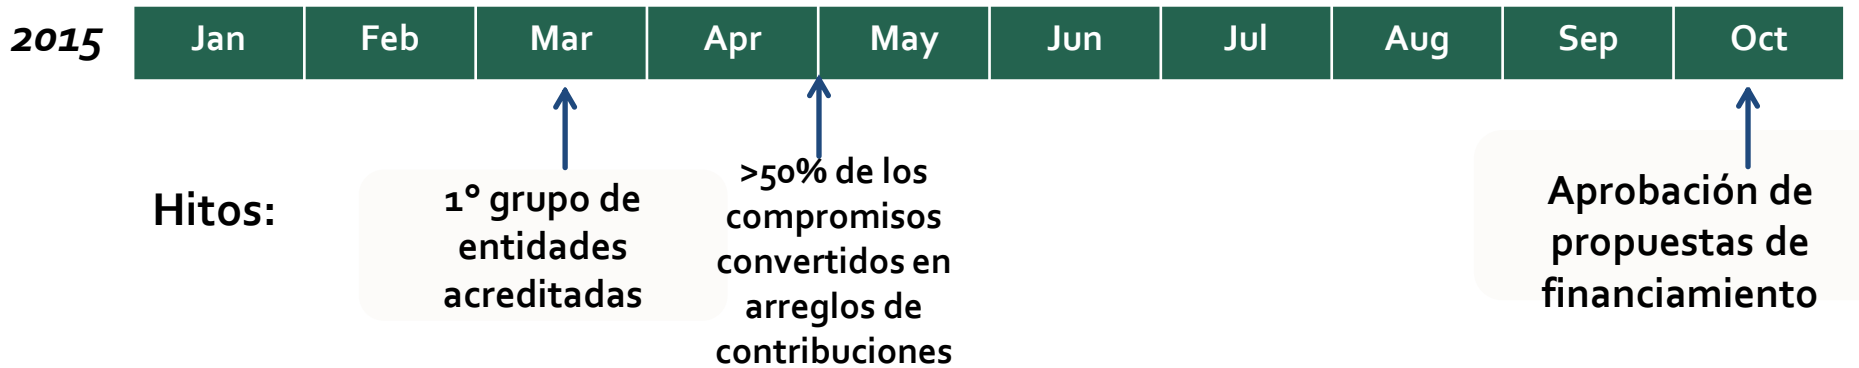 2015 Jan Feb Mar Apr May Jun Jul Aug Sep Oct
Hitos:
1° grupo de
entidades
acreditadas
>50% de los
compromisos
convertidos en
arreglos de
contribuciones
Aprobación de
propuestas de
financiamiento